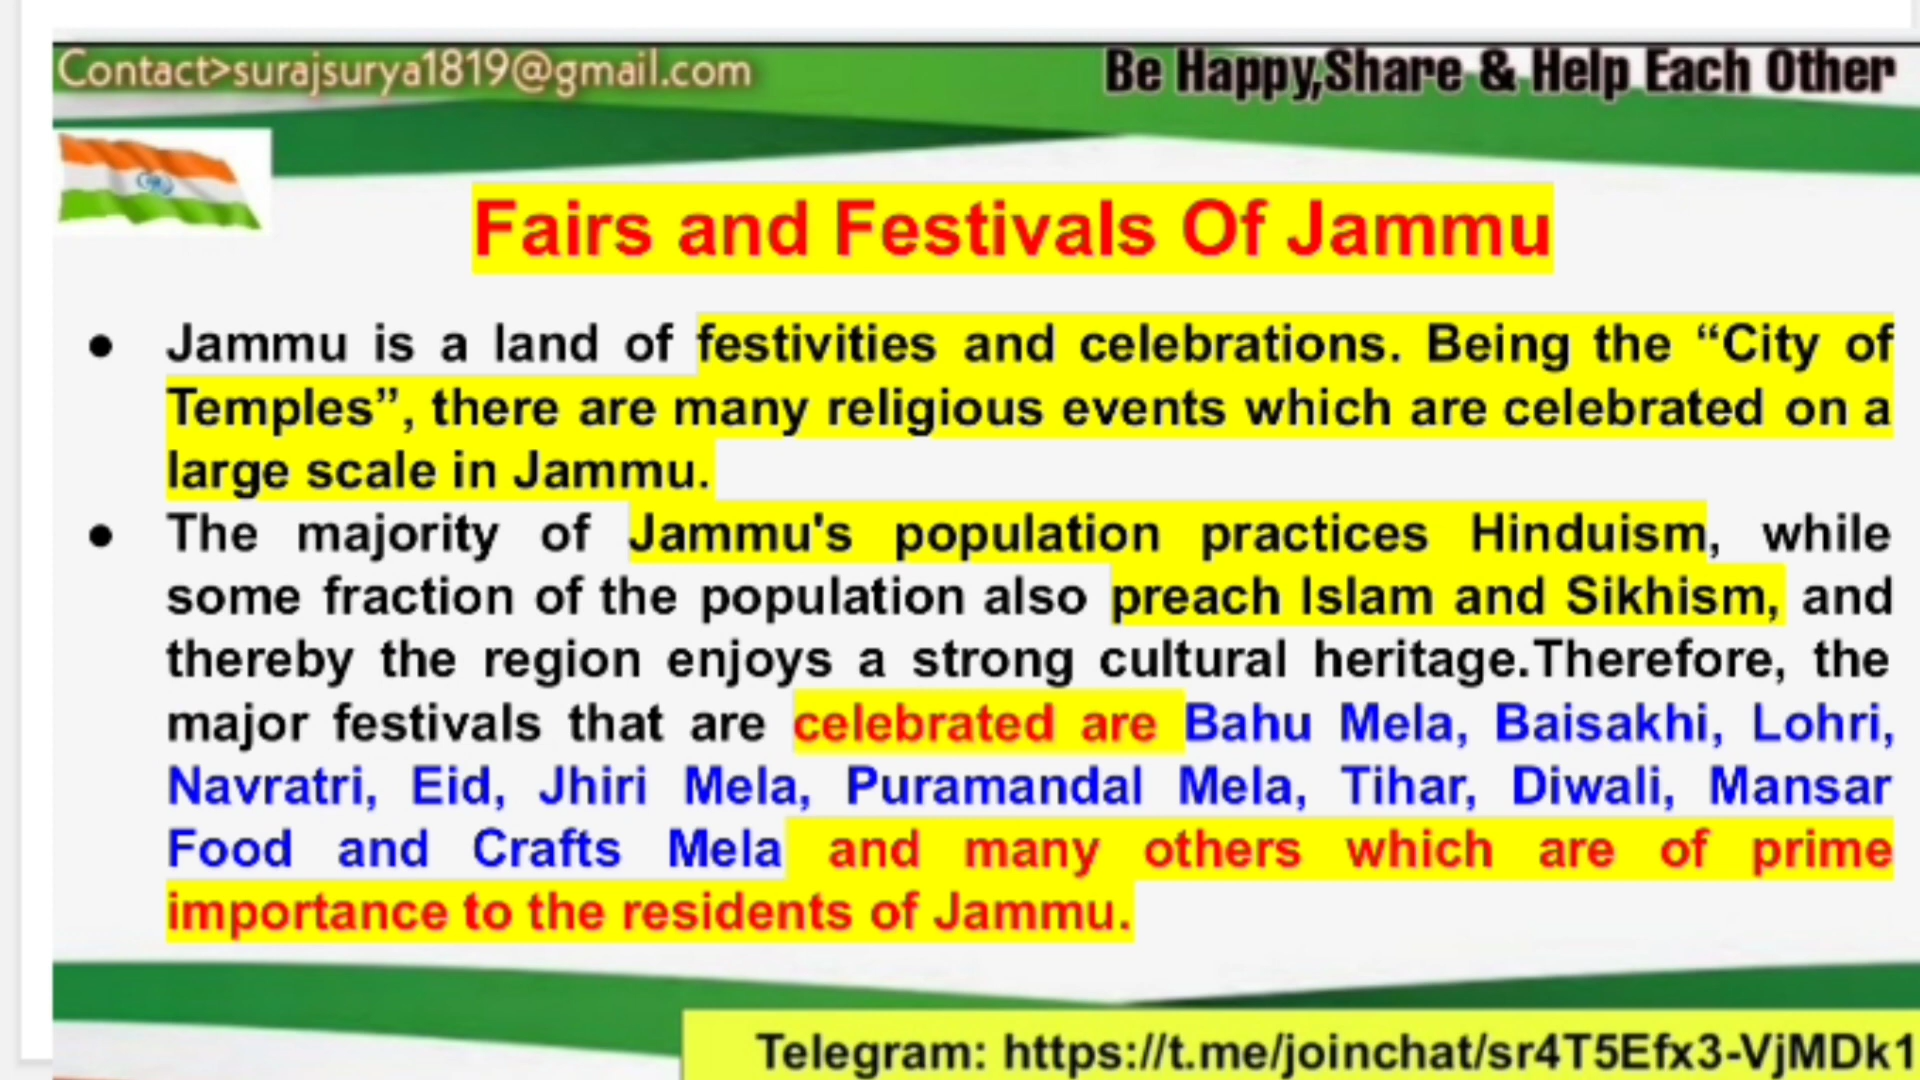 Contact>surajsurya1819@gmail.com
Be Happy,Share & Help Each Other
Fairs and Festivals Of Jammu
● Jammu is a land of festivities and celebrations. Being the “City of
Temples”, there are many religious events which are celebrated on a
large scale in Jammu.
● The majority of Jammu's population practices Hinduism, while
some fraction of the population also preach Islam and Sikhism, and
thereby the region enjoys a strong cultural heritage.Therefore, the
major festivals that are celebrated are Bahu Mela, Baisakhi, Lohri,
Navratri, Eid, Jhiri Mela, Puramandal Mela, Tihar, Diwali, Mansar
Food and Crafts Mela and many others which are of prime
importance to the residents of Jammu.
Telegram: https://t.me/joinchat/sr4T5Efx3-VjMDk1